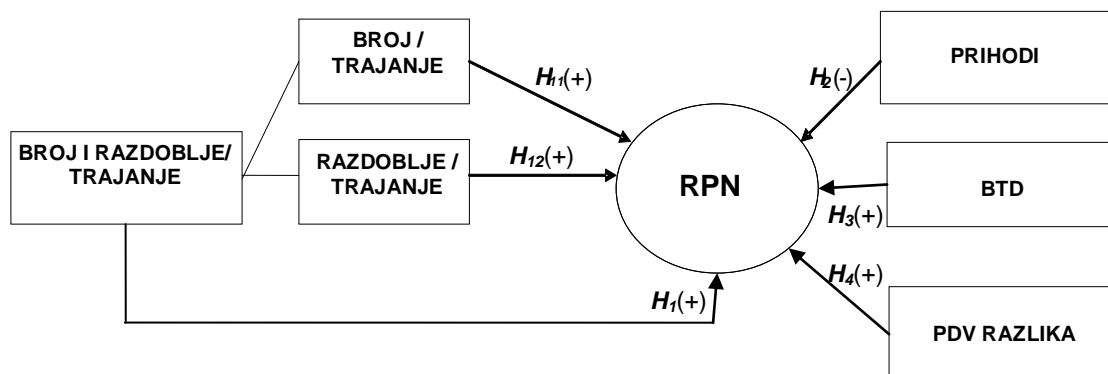 BROJ /
TRAJANJE
H11(+)
BROJ I RAZDOBLJE/
TRAJANJE
RAZDOBLJE /
TRAJANJE
H12(+)
H1(+)
RPN
H2(-)
PRIHODI
H3(+)
BTD
H4(+)
PDV RAZLIKA